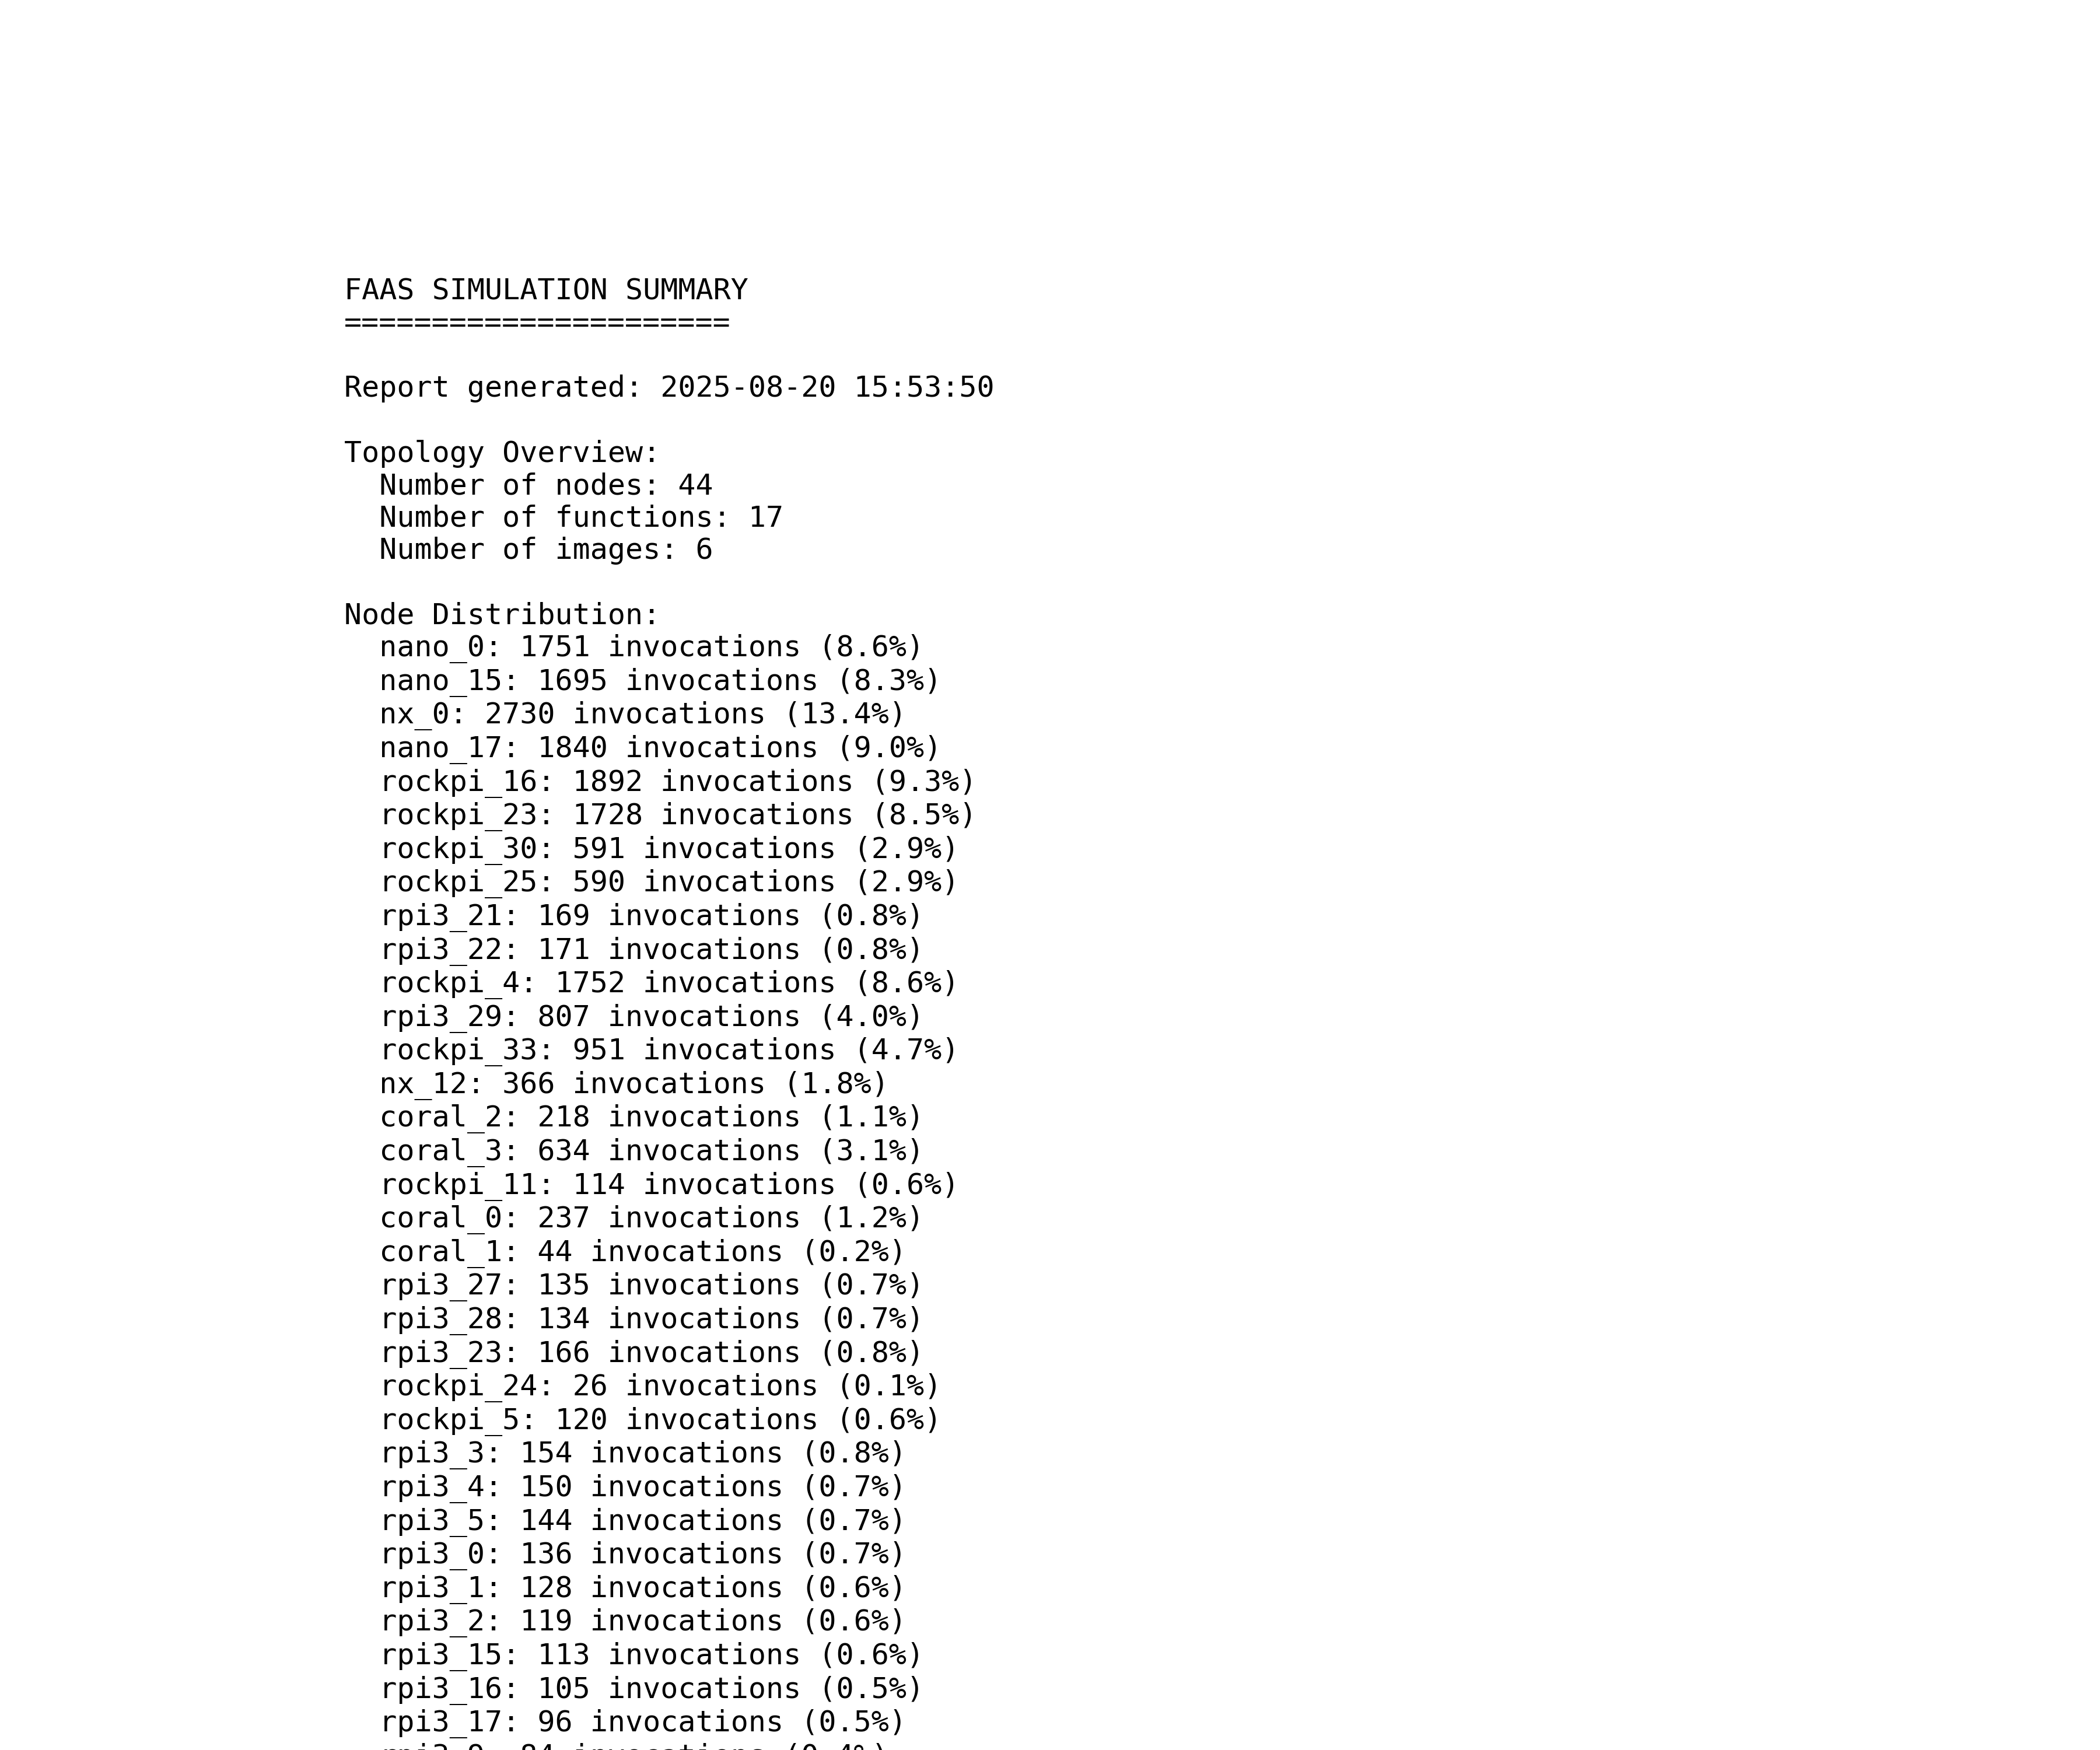 FAAS SIMULATION SUMMARY
======================
Report generated: 2025-08-20 15:53:50
Topology Overview:
Number of nodes: 44
Number of functions: 17
Number of images: 6
Node Distribution:
nano_0: 1751 invocations (8.6%)
nano_15: 1695 invocations (8.3%)
nx_0: 2730 invocations (13.4%)
nano_17: 1840 invocations (9.0%)
rockpi_16: 1892 invocations (9.3%)
rockpi_23: 1728 invocations (8.5%)
rockpi_30: 591 invocations (2.9%)
rockpi_25: 590 invocations (2.9%)
rpi3_21: 169 invocations (0.8%)
rpi3_22: 171 invocations (0.8%)
rockpi_4: 1752 invocations (8.6%)
rpi3_29: 807 invocations (4.0%)
rockpi_33: 951 invocations (4.7%)
nx_12: 366 invocations (1.8%)
coral_2: 218 invocations (1.1%)
coral_3: 634 invocations (3.1%)
rockpi_11: 114 invocations (0.6%)
coral_0: 237 invocations (1.2%)
coral_1: 44 invocations (0.2%)
rpi3_27: 135 invocations (0.7%)
rpi3_28: 134 invocations (0.7%)
rpi3_23: 166 invocations (0.8%)
rockpi_24: 26 invocations (0.1%)
rockpi_5: 120 invocations (0.6%)
rpi3_3: 154 invocations (0.8%)
rpi3_4: 150 invocations (0.7%)
rpi3_5: 144 invocations (0.7%)
rpi3_0: 136 invocations (0.7%)
rpi3_1: 128 invocations (0.6%)
rpi3_2: 119 invocations (0.6%)
rpi3_15: 113 invocations (0.6%)
rpi3_16: 105 invocations (0.5%)
rpi3_17: 96 invocations (0.5%)